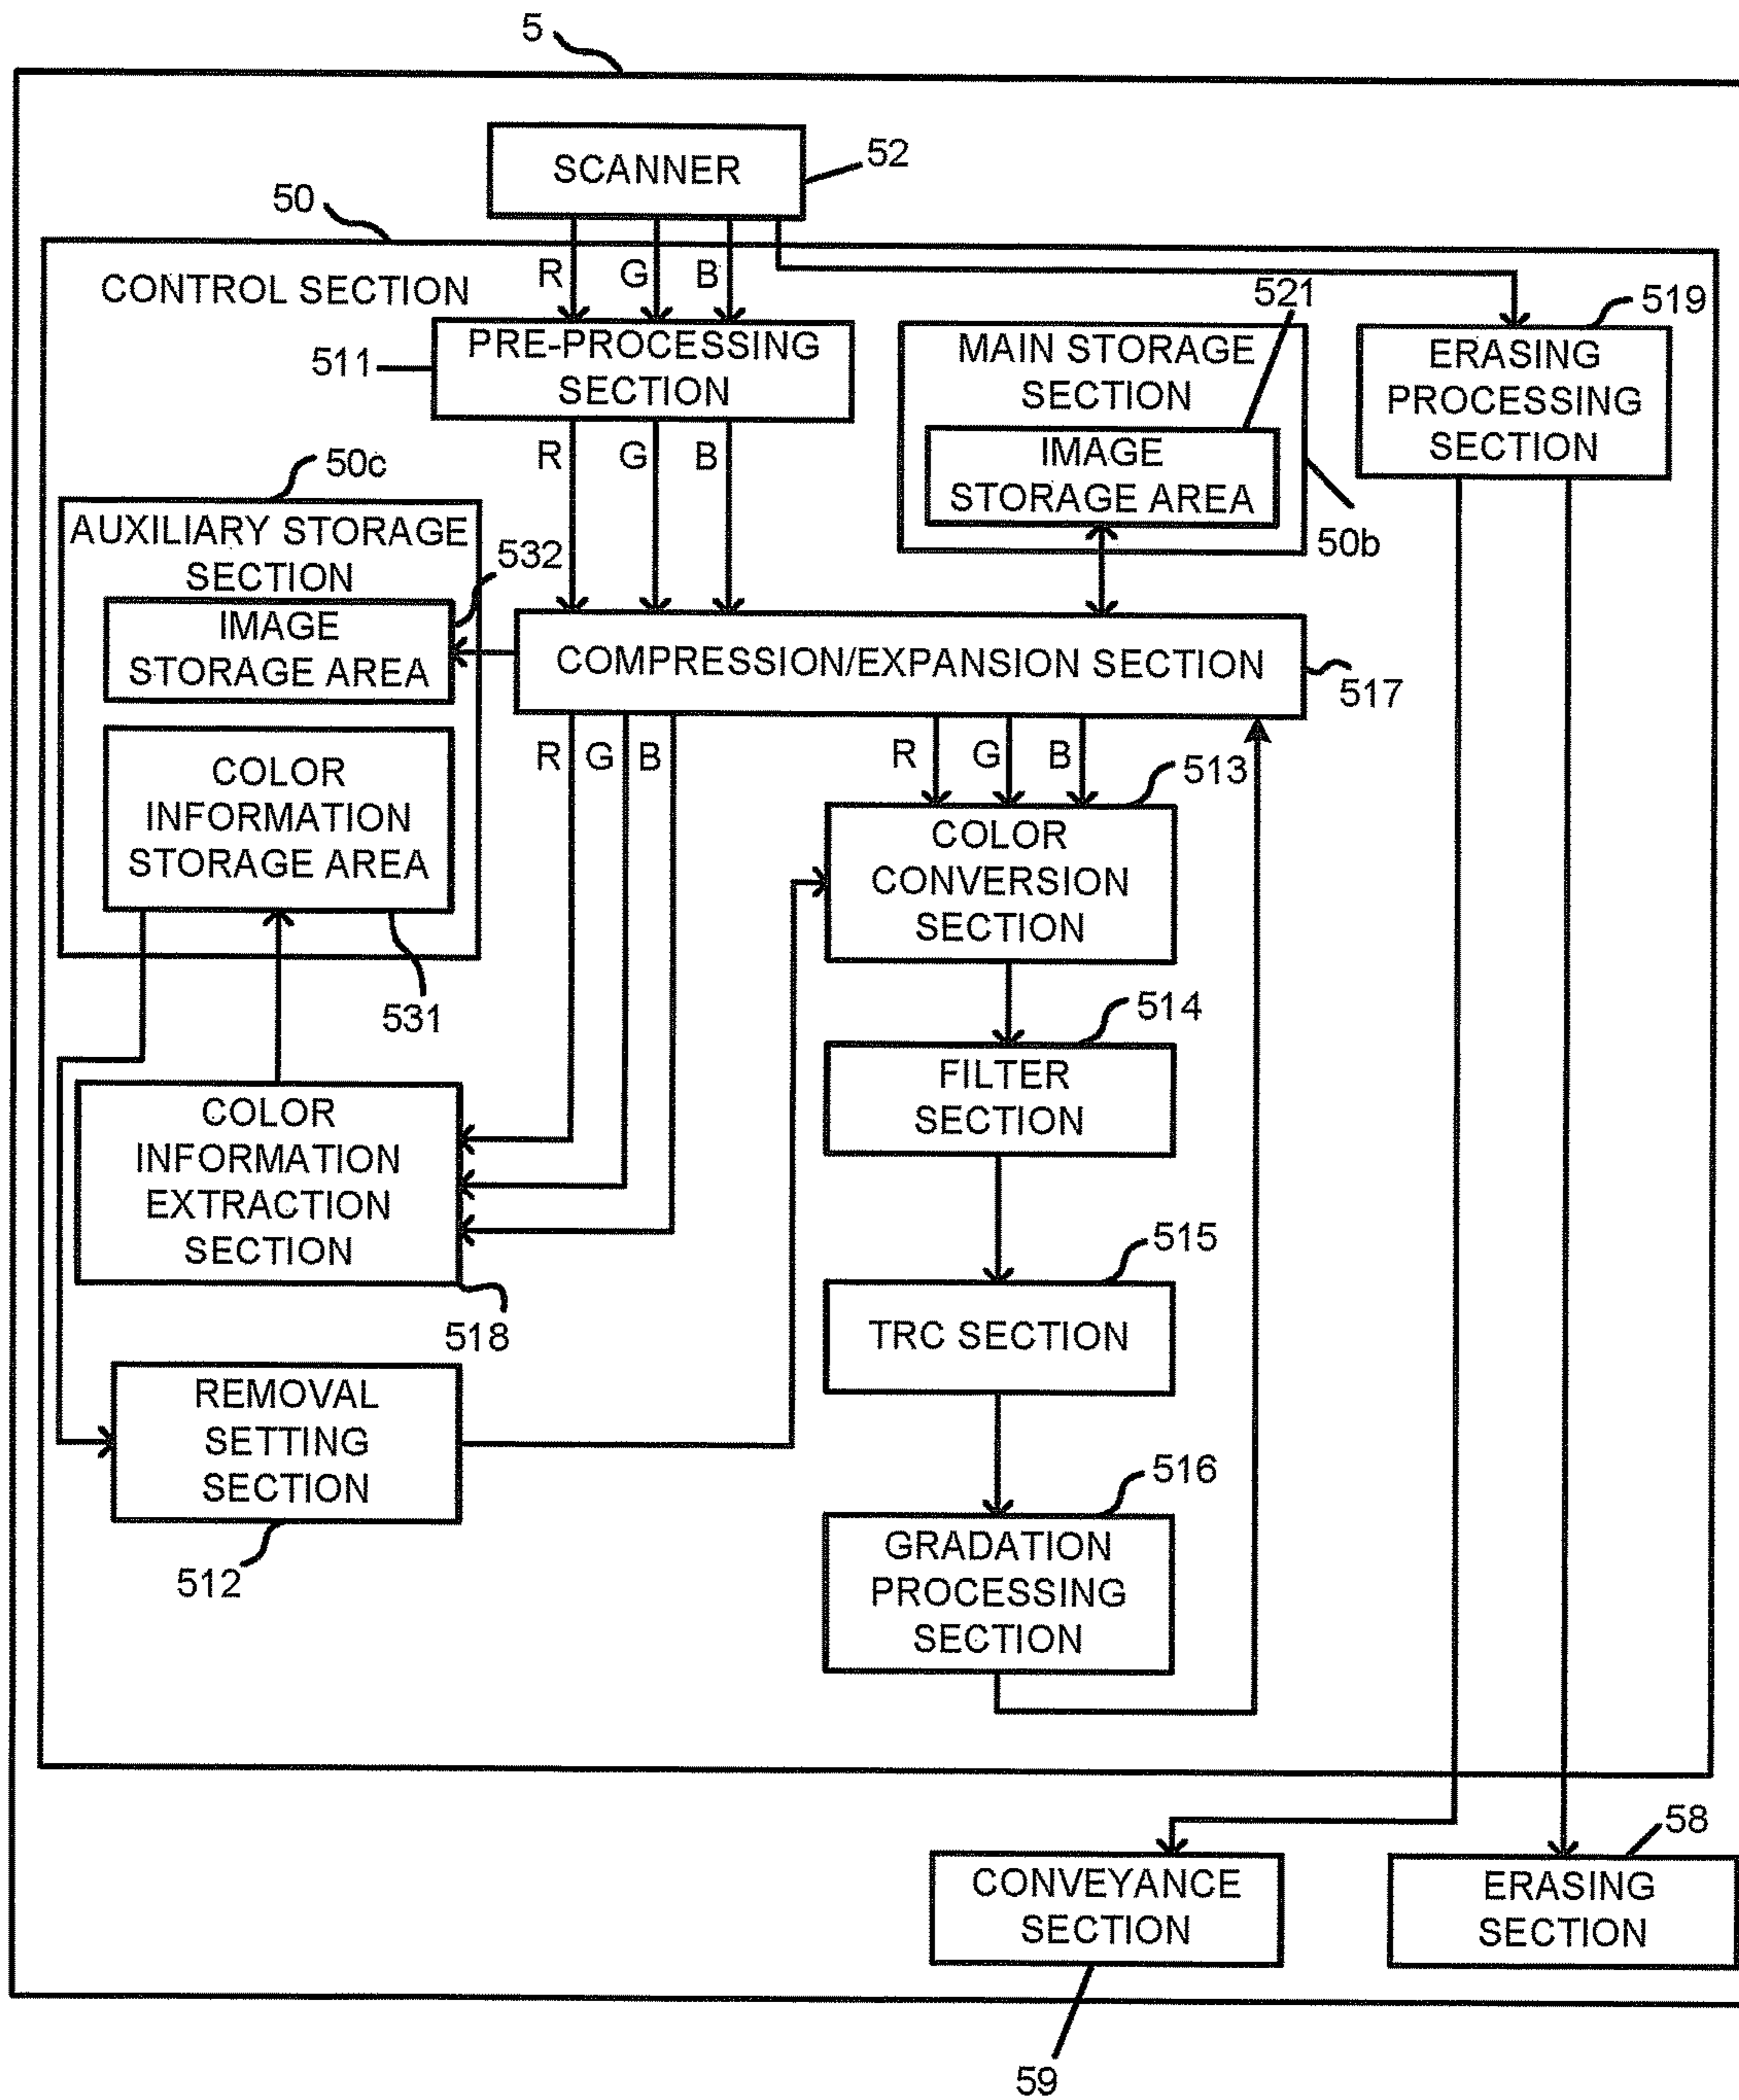 5
SCANNER
52
50
CONTROL SECTION
R
G
B
521
519
PRE-PROCESSING
SECTION
511
MAIN STORAGE
SECTION
IMAGE
STORAGE AREA
50b
ERASING
PROCESSING
SECTION
R
G
B
50c
AUXILIARY STORAGE
SECTION
532
IMAGE
STORAGE AREA
COMPRESSION/EXPANSION SECTION
517
R
G
B
R
G
B
513
COLOR
INFORMATION
STORAGE AREA
531
COLOR
CONVERSION
SECTION
514
FILTER
SECTION
COLOR
INFORMATION
EXTRACTION
SECTION
518
515
TRC SECTION
REMOVAL
SETTING
SECTION
512
516
GRADATION
PROCESSING
SECTION
58
CONVEYANCE
SECTION
59
ERASING
SECTION